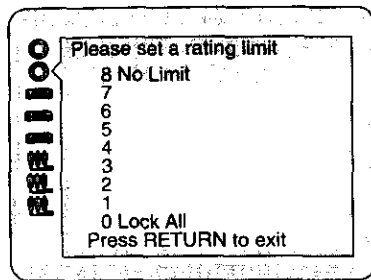 Please set a rating limit
8 No Limit
7
6
5
4
3
2
1
0 Lock All
Press RETURN to exit